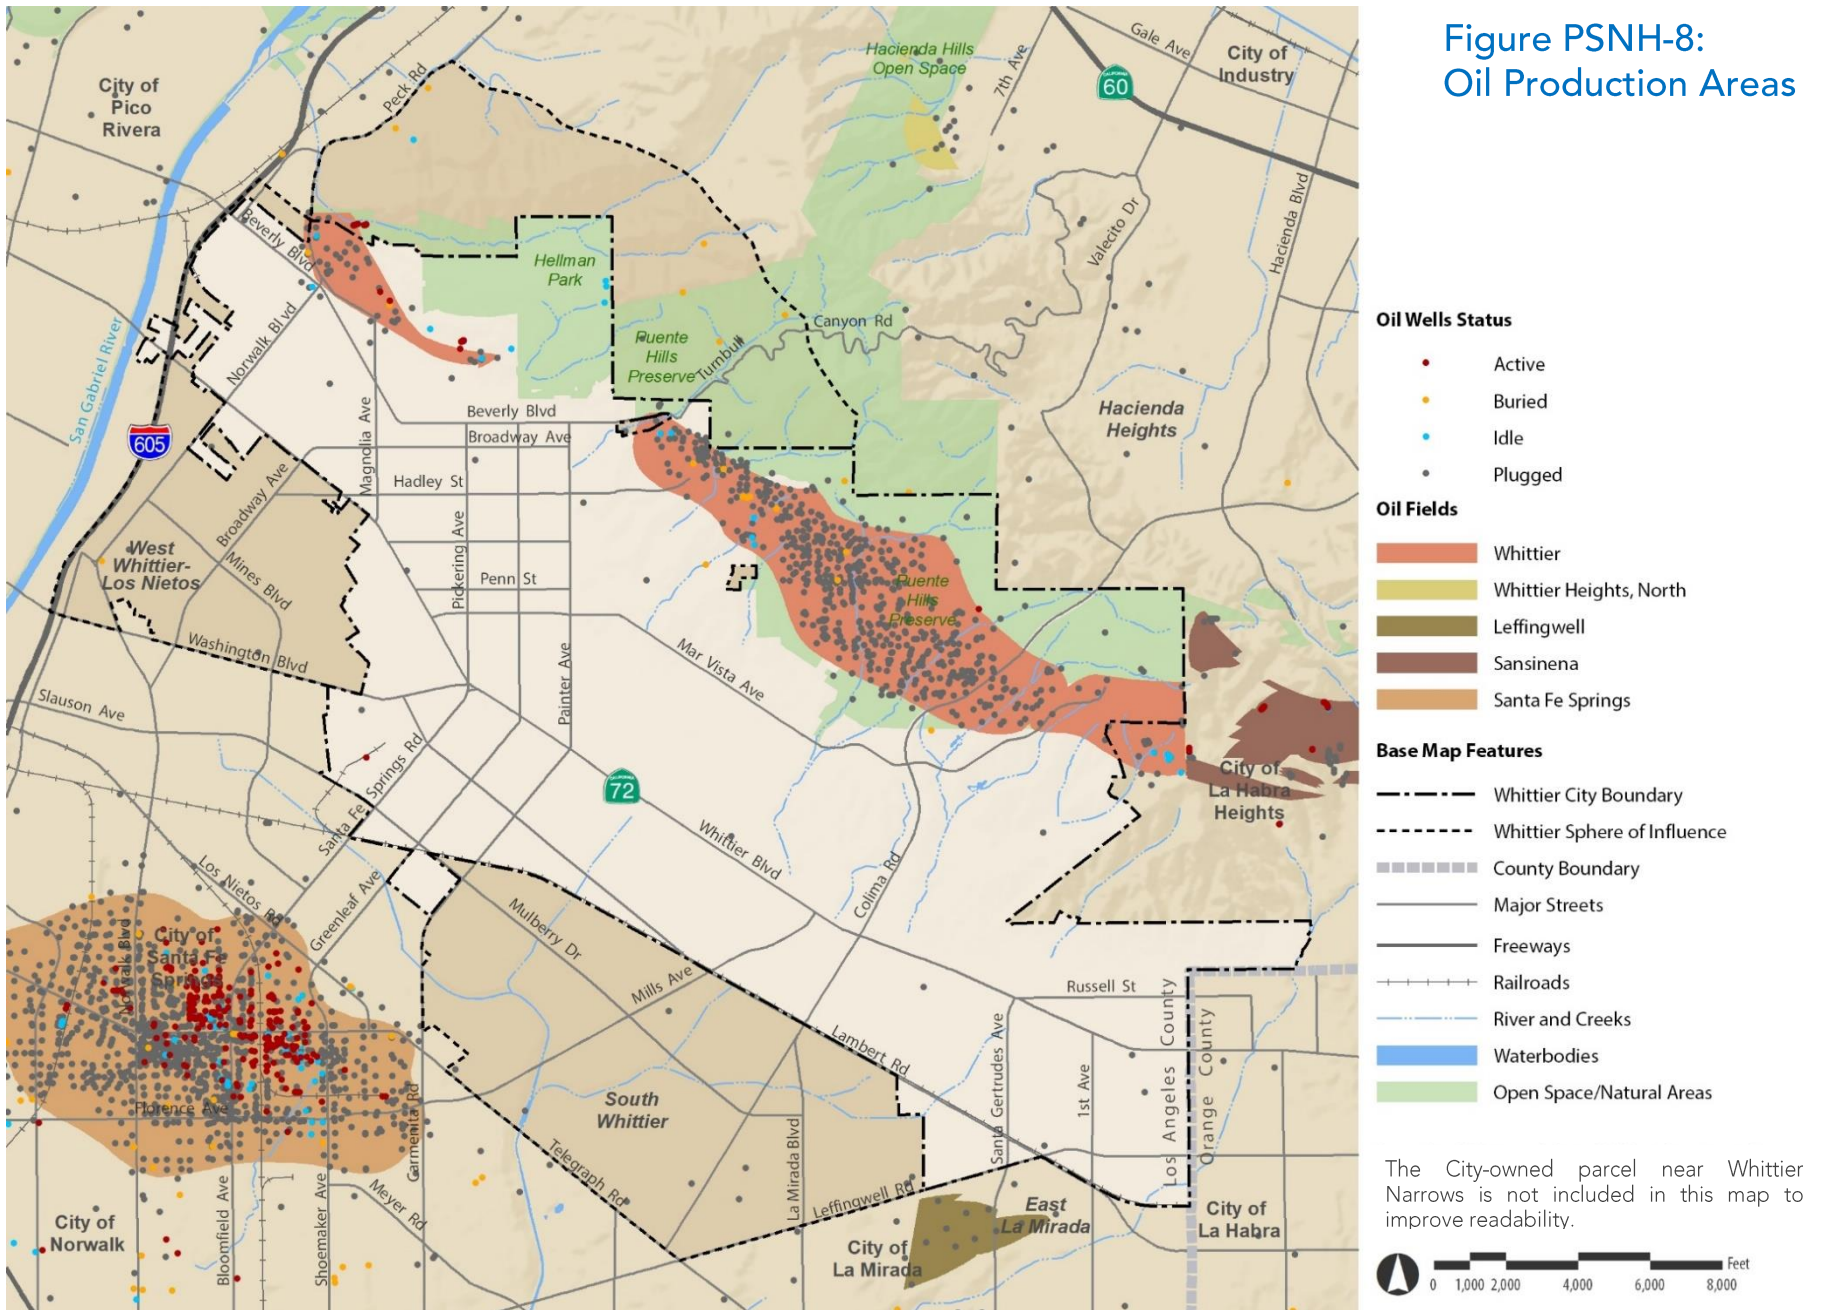 Figure PSNH-8:
Oil Production Areas
Oil Wells Status
Active
Buried
Idle
Plugged
Oil Fields
Whittier
Whittier Heights, North
Leffingwell
Sansinena
Santa Fe Springs
Base Map Features
Whittier City Boundary
Whittier Sphere of Influence
County Boundary
Major Streets
Freeways
Railroads
River and Creeks
Waterbodies
Open Space/Natural Areas
The City-owned parcel near Whittier
Narrows is not included in this map to
improve readability.
0 1,000 2,000 4,000 6,000 8,000 Feet
City of
Pico
Rivera
Peck Rd
Hacienda Hills
Open Space
7th Ave
CALIFORNIA
60
Gale Ave
City of
Industry
Hacienda Blvd
Valecito Dr
Beverly Blvd
Hellman
Park
Puente
Hills
Preserve
Turnbull
Canyon Rd
San Gabriel River
Norwalk Blvd
605
Magnolia Ave
Beverly Blvd
Broadway Ave
Hadley St
Hacienda
Heights
Broadway Ave
Pickering Ave
Penn St
West
Whittier-
Los Nietos
Mines Blvd
Washington Blvd
Painter Ave
Mar Vista Ave
Puente
Hills
Preserve
Slauson Ave
Santa Fe Springs Rd
CALIFORNIA
72
Whittier Blvd
Colima Rd
City of
La Habra
Heights
Los Nietos Rd
Greenleaf Ave
Mulberry Dr
Mills Ave
City of
Santa Fe
Springs
Norwalk Blvd
Russell St
Lambert Rd
Santa Gertrudes Ave
1st Ave
Los Angeles County
Orange County
Florence Ave
Carmenita Rd
South
Whittier
Telegraph Rd
La Mirada Blvd
Leffingwell Rd
East
La Mirada
City of
La Mirada
City of
La Habra
City of
Norwalk
Bloomfield Ave
Shoemaker Ave
Meyer Rd